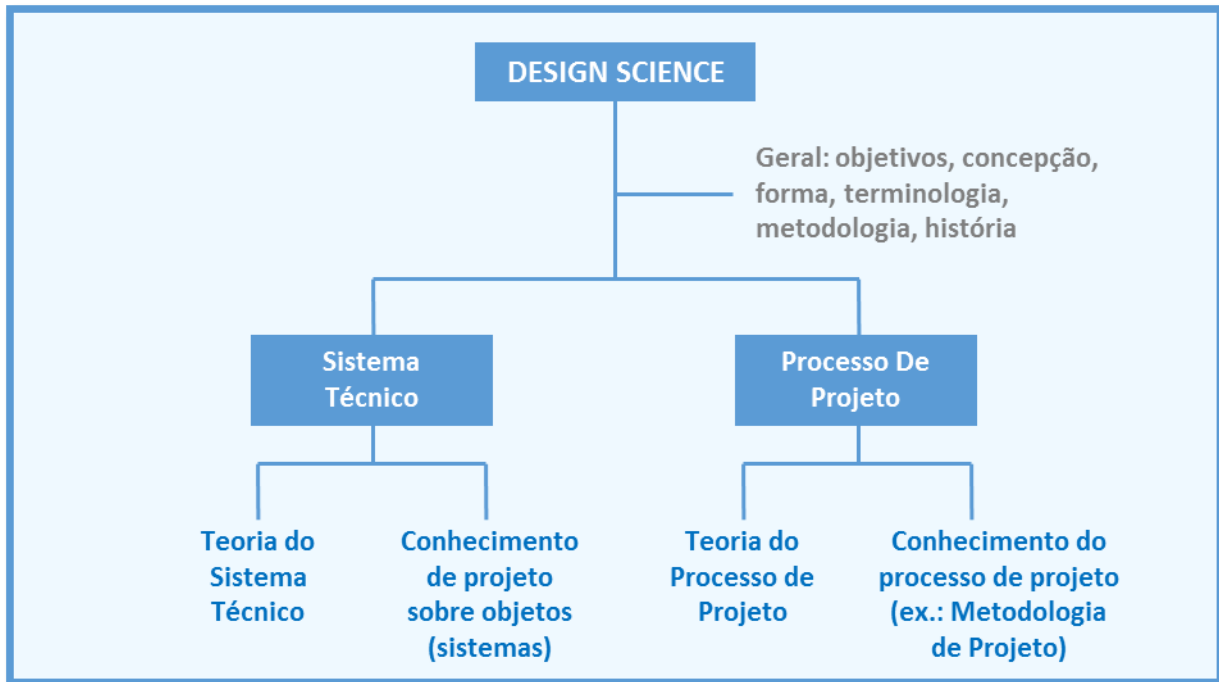 DESIGN SCIENCE
Geral: objetivos, concepção,
forma, terminologia,
metodologia, história
Sistema
Técnico
Processo De
Projeto
Teoria do
Sistema
Técnico
Conhecimento
de projeto
sobre objetos
(sistemas)
Teoria do
Processo de
Projeto
Conhecimento do
processo de projeto
(ex.: Metodologia
de Projeto)